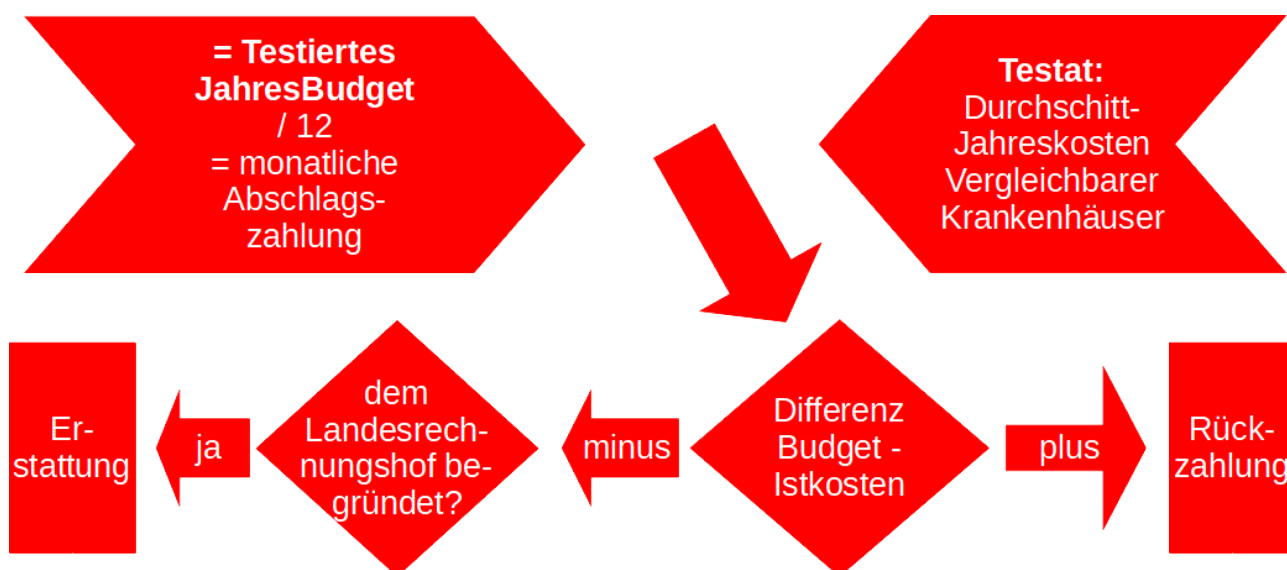 = Testiertes
JahresBudget
/ 12
= monatliche
Abschlags-
zahlung
Testat:
Durchschitt-
Jahreskosten
Vergleichbarer
Krankenhäuser
Er-
stattung
ja
dem
Landesrech-
nungshof be-
gründet?
minus
Differenz
Budget -
Istkosten
plus
Rück-
zahlung